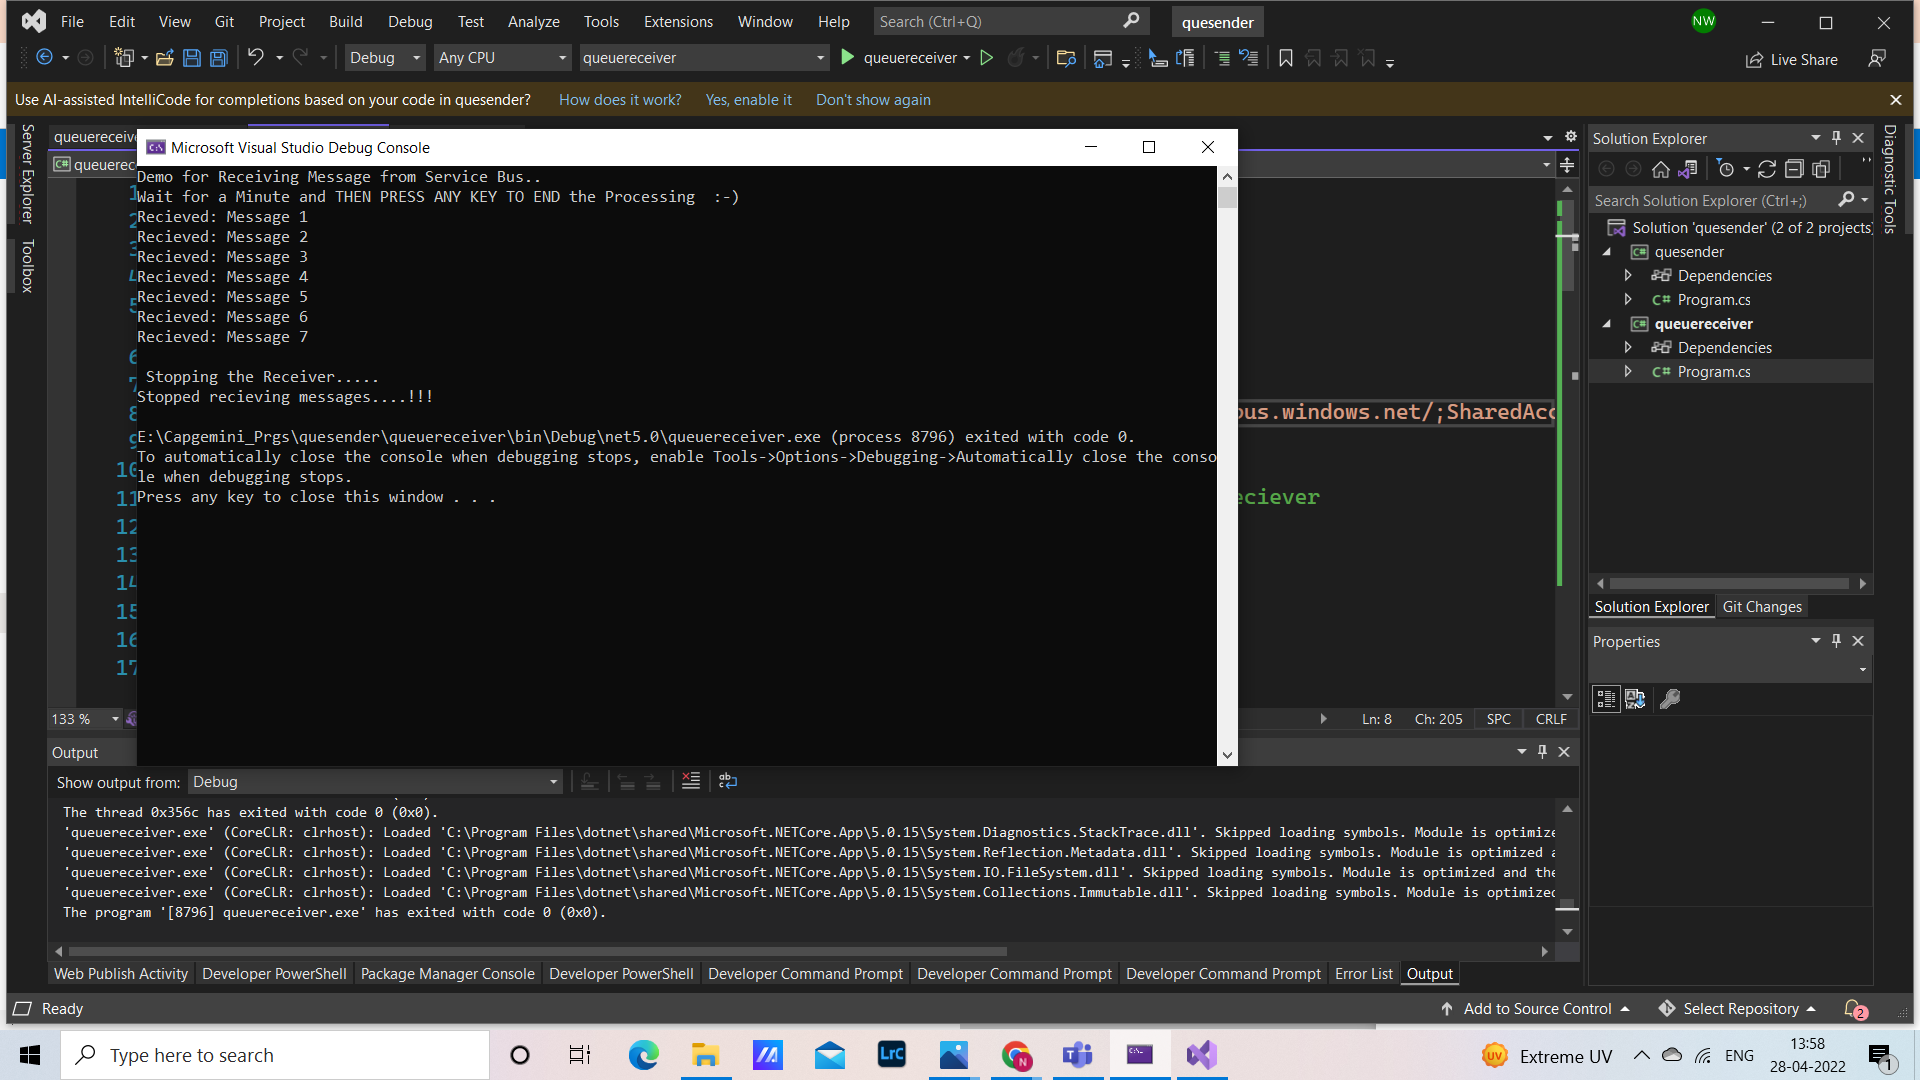 File Edit View Git Project Build Debug Test Analyze Tools Extensions Window Help Search (Ctrl+Q) quesender NW
Debug Any CPU queuereceiver queuereceiver Live Share
Use AI-assisted IntelliCode for completions based on your code in quesender? How does it work? Yes, enable it Don't show again
Server Explorer
Toolbox
Microsoft Visual Studio Debug Console
Demo for Receiving Message from Service Bus..
Wait for a Minute and THEN PRESS ANY KEY TO END the Processing  :-)
Recieved: Message 1
Recieved: Message 2
Recieved: Message 3
Recieved: Message 4
Recieved: Message 5
Recieved: Message 6
Recieved: Message 7
Stopping the Receiver.....
Stopped recieving messages....!!!
E:\Capgemini_Prgs\quesender\queuereceiver\bin\Debug\net5.0\queuereceiver.exe (process 8796) exited with code 0.
To automatically close the console when debugging stops, enable Tools->Options->Debugging->Automatically close the conso
le when debugging stops.
Press any key to close this window . . .
bus.windows.net/;SharedAcc
eciever
10
11
12
13
14
15
16
17
133 % Ln: 8 Ch: 205 SPC CRLF
Solution Explorer
Search Solution Explorer (Ctrl+;)
Solution 'quesender' (2 of 2 projects)
quesender
Dependencies
Program.cs
queuereceiver
Dependencies
Program.cs
Solution Explorer Git Changes
Properties
Diagnostic Tools
Output
Show output from: Debug
The thread 0x356c has exited with code 0 (0x0).
'queuereceiver.exe' (CoreCLR: clrhost): Loaded 'C:\Program Files\dotnet\shared\Microsoft.NETCore.App\5.0.15\System.Diagnostics.StackTrace.dll'. Skipped loading symbols. Module is optimize
'queuereceiver.exe' (CoreCLR: clrhost): Loaded 'C:\Program Files\dotnet\shared\Microsoft.NETCore.App\5.0.15\System.Reflection.Metadata.dll'. Skipped loading symbols. Module is optimized a
'queuereceiver.exe' (CoreCLR: clrhost): Loaded 'C:\Program Files\dotnet\shared\Microsoft.NETCore.App\5.0.15\System.IO.FileSystem.dll'. Skipped loading symbols. Module is optimized and the
'queuereceiver.exe' (CoreCLR: clrhost): Loaded 'C:\Program Files\dotnet\shared\Microsoft.NETCore.App\5.0.15\System.Collections.Immutable.dll'. Skipped loading symbols. Module is optimized
The program '[8796] queuereceiver.exe' has exited with code 0 (0x0).
Web Publish Activity Developer PowerShell Package Manager Console Developer PowerShell Developer Command Prompt Developer Command Prompt Developer Command Prompt Error List Output
Ready Add to Source Control Select Repository 2
Type here to search LrC Extreme UV ENG 13:58
28-04-2022 1